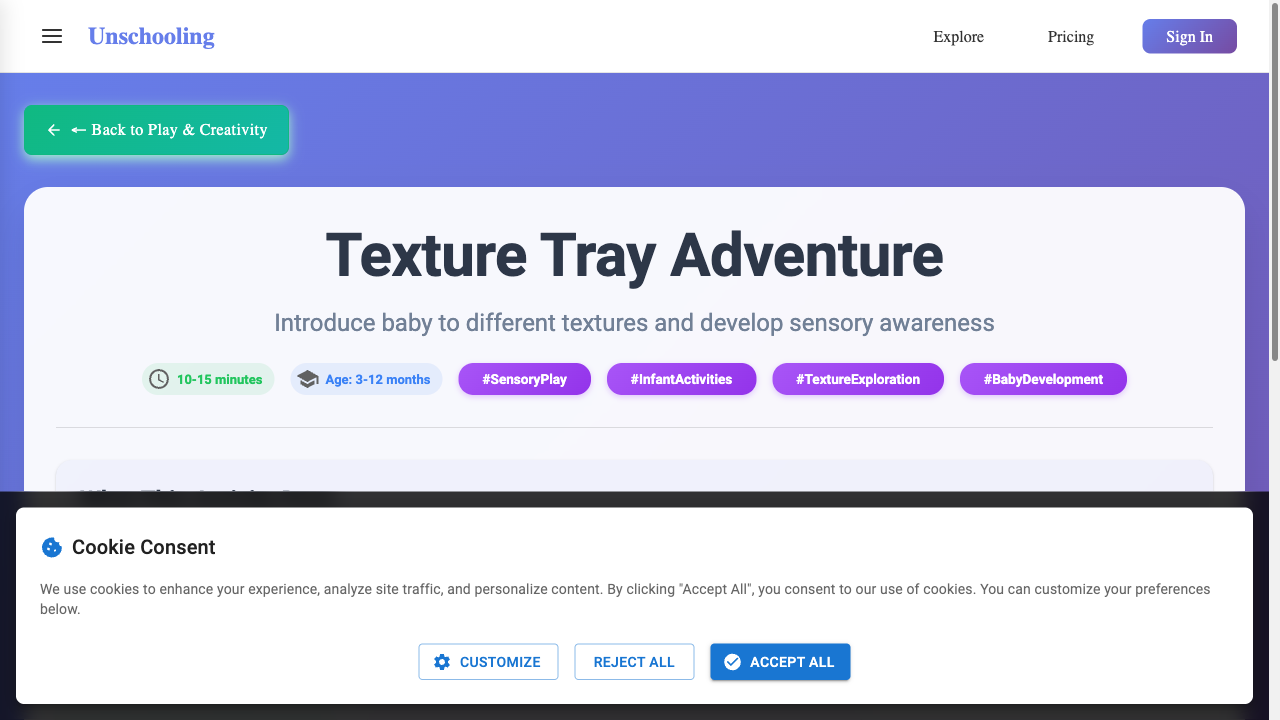 Unschooling
Explore
Pricing
Sign In
← Back to Play & Creativity
Texture Tray Adventure
Introduce baby to different textures and develop sensory awareness
10-15 minutes
Age: 3-12 months
#SensoryPlay
#InfantActivities
#TextureExploration
#BabyDevelopment
Cookie Consent
We use cookies to enhance your experience, analyze site traffic, and personalize content. By clicking "Accept All", you consent to our use of cookies. You can customize your preferences
below.
CUSTOMIZE
REJECT ALL
ACCEPT ALL